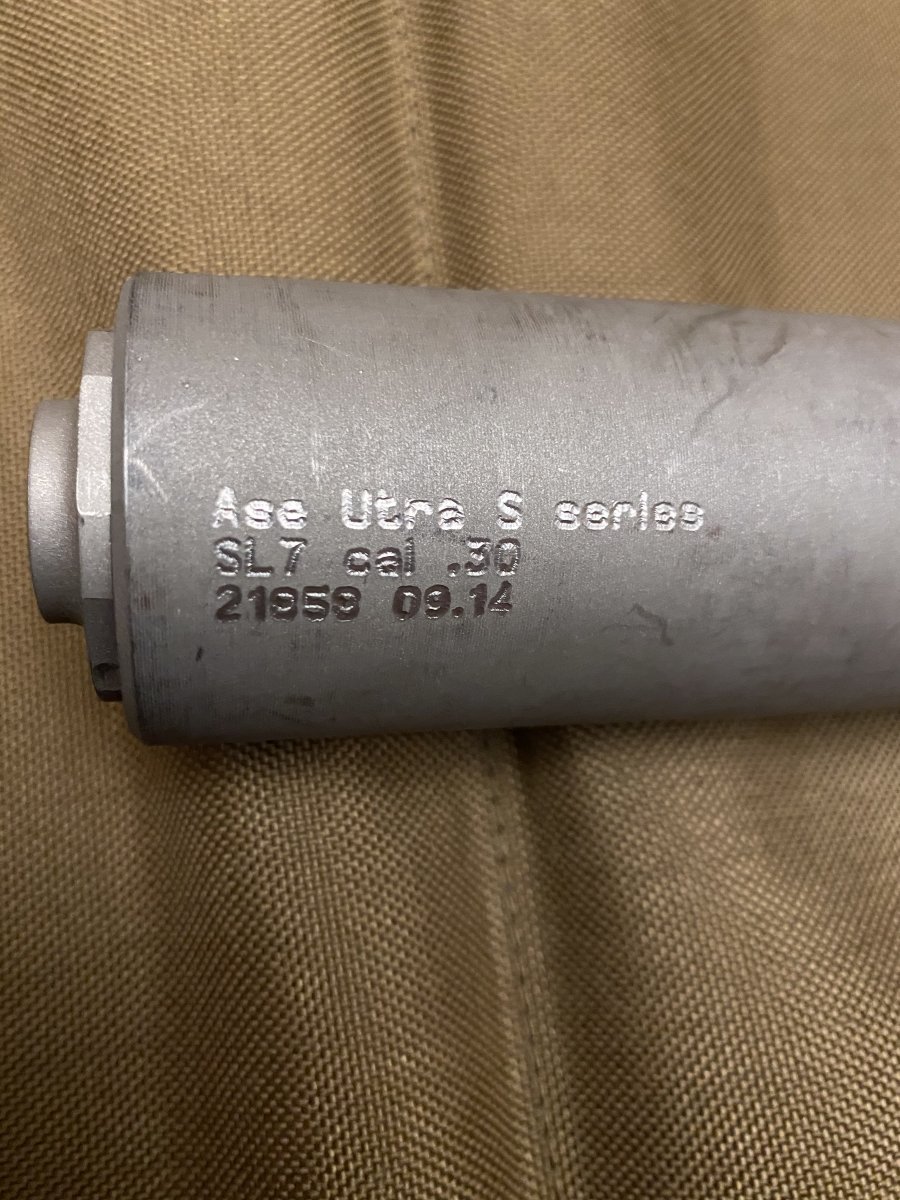 Ase Utra S series
SL7 cal .30
21959 09.14